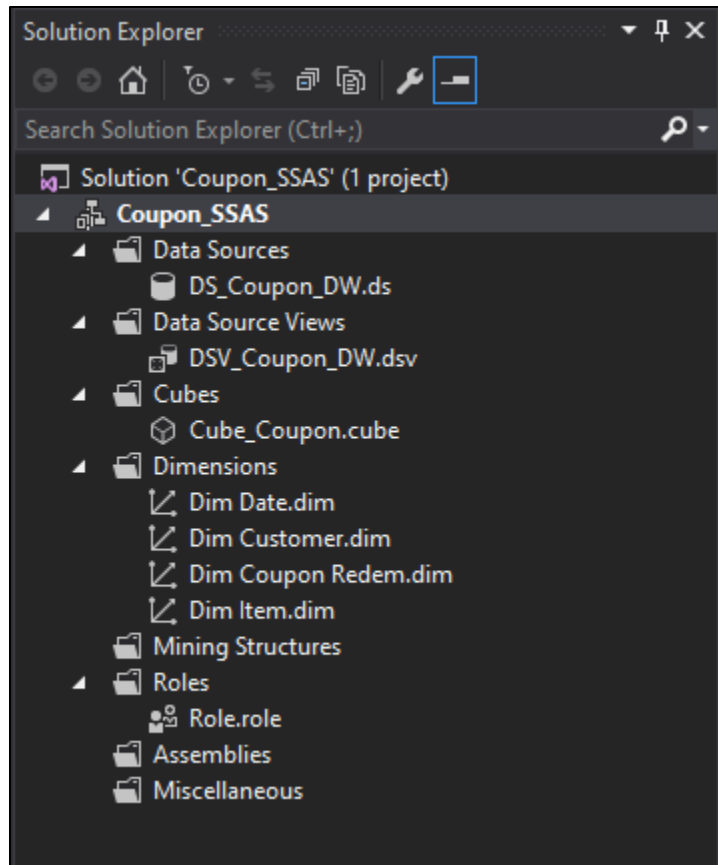 Solution Explorer
Search Solution Explorer (Ctrl+;)
Solution 'Coupon_SSAS' (1 project)
Coupon_SSAS
Data Sources
DS_Coupon_DW.ds
Data Source Views
DSV_Coupon_DW.dsv
Cubes
Cube_Coupon.cube
Dimensions
Dim Date.dim
Dim Customer.dim
Dim Coupon Redem.dim
Dim Item.dim
Mining Structures
Roles
Role.role
Assemblies
Miscellaneous